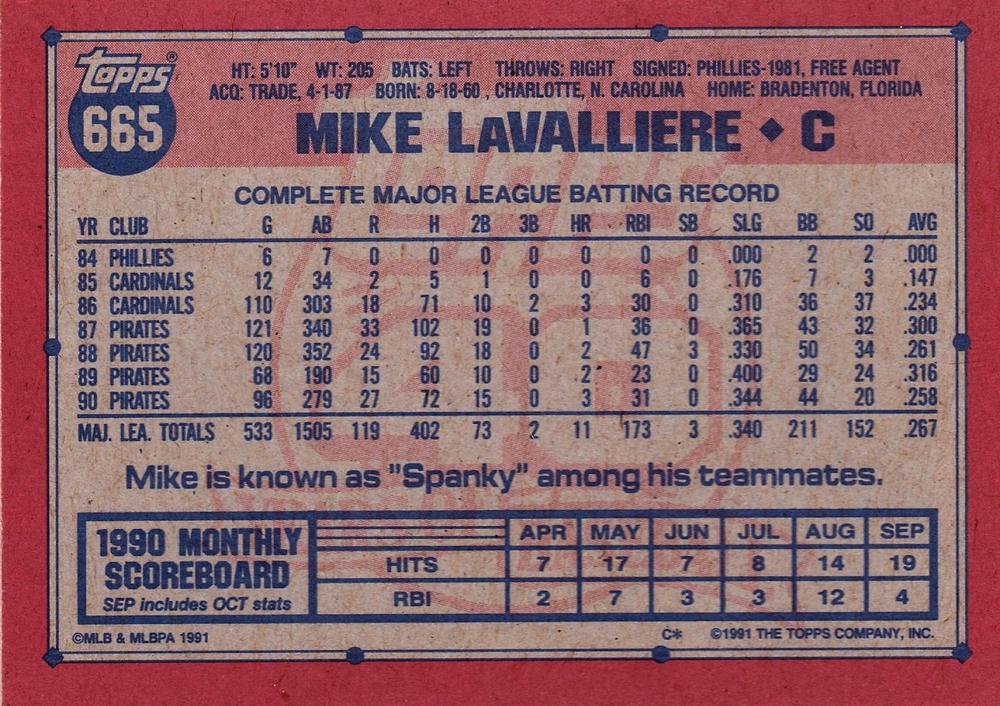 Topps®
665
HT: 5'10" WT: 205 BATS: LEFT THROWS: RIGHT SIGNED: PHILLIES-1981, FREE AGENT
ACQ: TRADE, 4-1-87 BORN: 8-18-60 , CHARLOTTE, N. CAROLINA HOME: BRADENTON, FLORIDA
MIKE LaVALLIERE ◆ C
COMPLETE MAJOR LEAGUE BATTING RECORD
YR CLUB G AB R H 2B 3B HR RBI SB SLG BB SO AVG
84 PHILLIES 6 7 0 0 0 0 0 0 0 .000 2 2 .000
85 CARDINALS 12 34 2 5 1 0 0 6 0 .176 7 3 .147
86 CARDINALS 110 303 18 71 10 2 3 30 0 .310 36 37 .234
87 PIRATES 121 340 33 102 19 0 1 36 0 .365 43 32 .300
88 PIRATES 120 352 24 92 18 0 2 47 3 .330 50 34 .261
89 PIRATES 68 190 15 60 10 0 2 23 0 .400 29 24 .316
90 PIRATES 96 279 27 72 15 0 3 31 0 .344 44 20 .258
MAJ. LEA. TOTALS 533 1505 119 402 73 2 11 173 3 .340 211 152 .267
Mike is known as "Spanky" among his teammates.
1990 MONTHLY
SCOREBOARD
SEP includes OCT stats
APR MAY JUN JUL AUG SEP
HITS 7 17 7 8 14 19
RBI 2 7 3 3 12 4
©MLB & MLBPA 1991 C* ©1991 THE TOPPS COMPANY, INC.